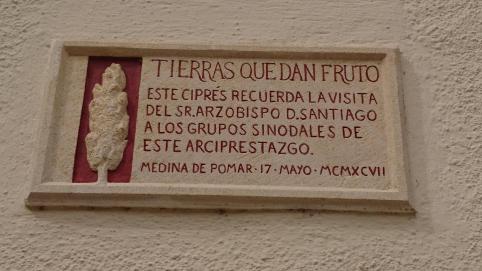 TIERRAS QUE DAN FRUTO
ESTE CIPRÉS RECUERDA LA VISITA
DEL SR. ARZOBISPO D. SANTIAGO
A LOS GRUPOS SINODALES DE
ESTE ARCIPRESTAZGO.
MEDINA DE POMAR · 17 · MAYO · MCMXCVII